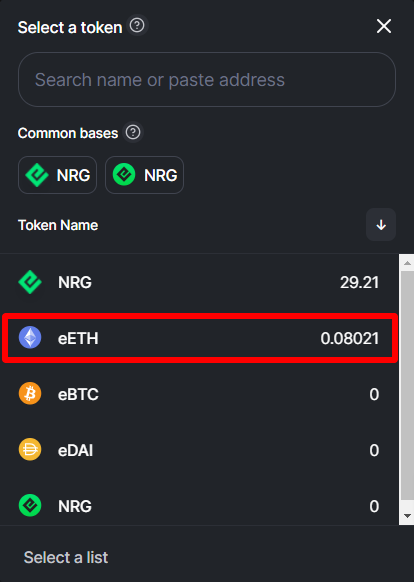 Select a token ?
Search name or paste address
Common bases ?
NRG NRG
Token Name
NRG 29.21
eETH 0.08021
eBTC 0
eDAI 0
NRG 0
Select a list